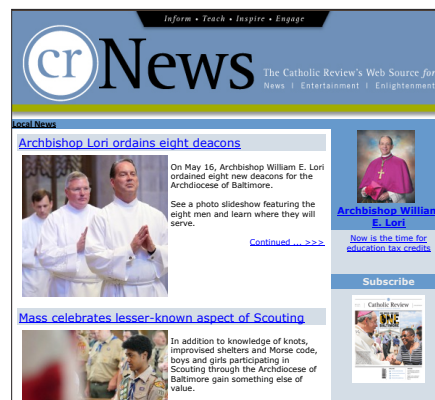 Inform • Teach • Inspire • Engage
cr News
The Catholic Review's Web Source for
News | Entertainment | Enlightenment
Local News
Archbishop Lori ordains eight deacons
On May 16, Archbishop William E. Lori
ordained eight new deacons for the
Archdiocese of Baltimore.
See a photo slideshow featuring the
eight men and learn where they will
serve.
Continued ... >>>
Mass celebrates lesser-known aspect of Scouting
In addition to knowledge of knots,
improvised shelters and Morse code,
boys and girls participating in
Scouting through the Archdiocese of
Baltimore gain something else of
value.
Archbishop William
E. Lori
Now is the time for
education tax credits
Subscribe
Catholic Review